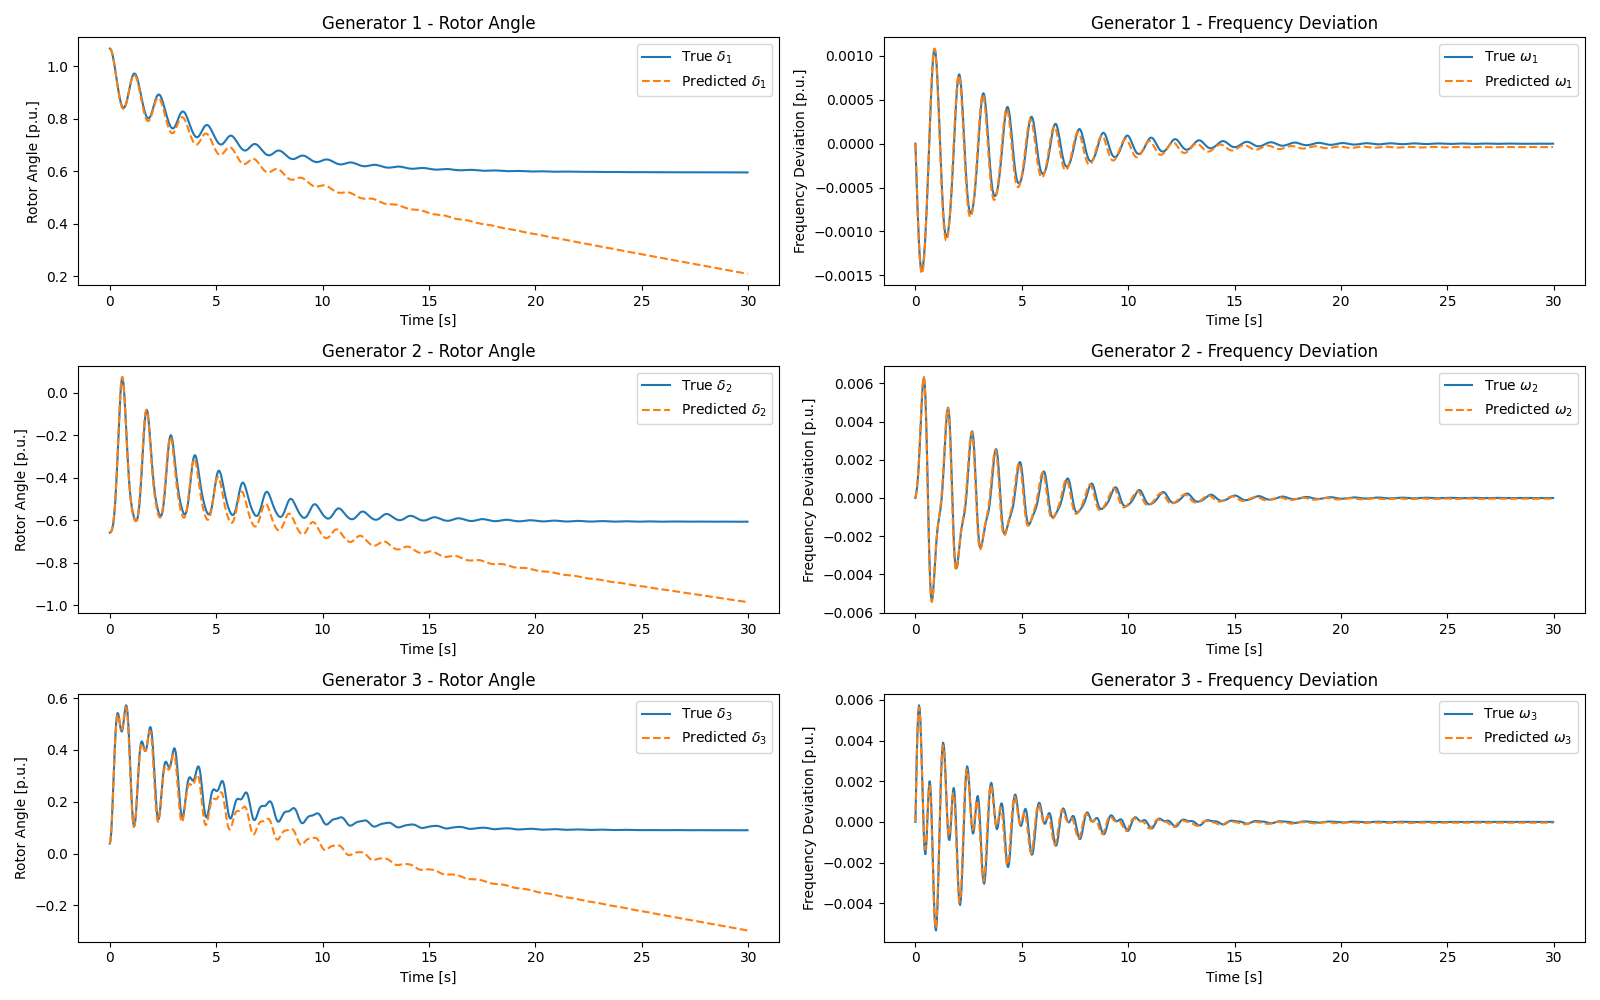 Generator 1 - Rotor Angle
Rotor Angle [p.u.]
1.0
0.8
0.6
0.4
0.2
True δ₁
Predicted δ₁
0 5 10 15 20 25 30
Time [s]
Generator 1 - Frequency Deviation
Frequency Deviation [p.u.]
0.0010
0.0005
0.0000
−0.0005
−0.0010
−0.0015
True ω₁
Predicted ω₁
0 5 10 15 20 25 30
Time [s]
Generator 2 - Rotor Angle
Rotor Angle [p.u.]
0.0
−0.2
−0.4
−0.6
−0.8
−1.0
True δ₂
Predicted δ₂
0 5 10 15 20 25 30
Time [s]
Generator 2 - Frequency Deviation
Frequency Deviation [p.u.]
0.006
0.004
0.002
0.000
−0.002
−0.004
−0.006
True ω₂
Predicted ω₂
0 5 10 15 20 25 30
Time [s]
Generator 3 - Rotor Angle
Rotor Angle [p.u.]
0.6
0.4
0.2
0.0
−0.2
True δ₃
Predicted δ₃
0 5 10 15 20 25 30
Time [s]
Generator 3 - Frequency Deviation
Frequency Deviation [p.u.]
0.006
0.004
0.002
0.000
−0.002
−0.004
True ω₃
Predicted ω₃
0 5 10 15 20 25 30
Time [s]